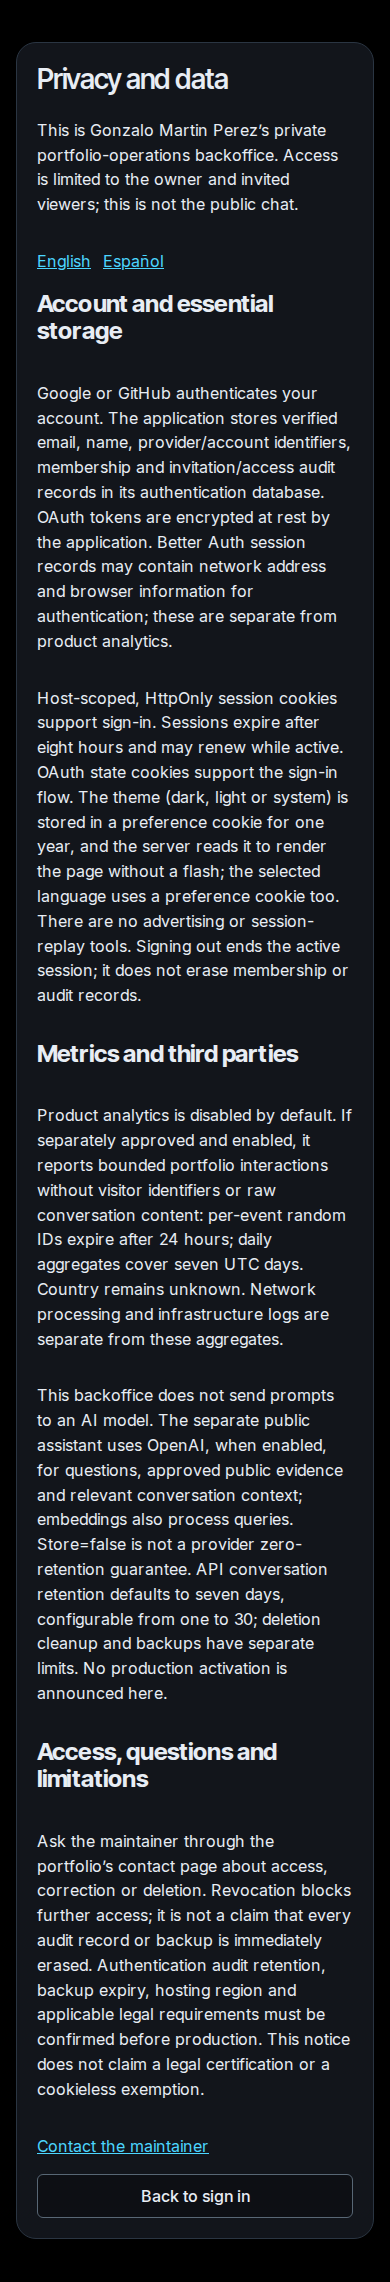 Privacy and data
This is Gonzalo Martin Perez's private
portfolio-operations backoffice. Access
is limited to the owner and invited
viewers; this is not the public chat.
English Español
Account and essential
storage
Google or GitHub authenticates your
account. The application stores verified
email, name, provider/account identifiers,
membership and invitation/access audit
records in its authentication database.
OAuth tokens are encrypted at rest by
the application. Better Auth session
records may contain network address
and browser information for
authentication; these are separate from
product analytics.
Host-scoped, HttpOnly session cookies
support sign-in. Sessions expire after
eight hours and may renew while active.
OAuth state cookies support the sign-in
flow. The theme (dark, light or system) is
stored in a preference cookie for one
year, and the server reads it to render
the page without a flash; the selected
language uses a preference cookie too.
There are no advertising or session-
replay tools. Signing out ends the active
session; it does not erase membership or
audit records.
Metrics and third parties
Product analytics is disabled by default. If
separately approved and enabled, it
reports bounded portfolio interactions
without visitor identifiers or raw
conversation content: per-event random
IDs expire after 24 hours; daily
aggregates cover seven UTC days.
Country remains unknown. Network
processing and infrastructure logs are
separate from these aggregates.
This backoffice does not send prompts
to an AI model. The separate public
assistant uses OpenAI, when enabled,
for questions, approved public evidence
and relevant conversation context;
embeddings also process queries.
Store=false is not a provider zero-
retention guarantee. API conversation
retention defaults to seven days,
configurable from one to 30; deletion
cleanup and backups have separate
limits. No production activation is
announced here.
Access, questions and
limitations
Ask the maintainer through the
portfolio's contact page about access,
correction or deletion. Revocation blocks
further access; it is not a claim that every
audit record or backup is immediately
erased. Authentication audit retention,
backup expiry, hosting region and
applicable legal requirements must be
confirmed before production. This notice
does not claim a legal certification or a
cookieless exemption.
Contact the maintainer
Back to sign in